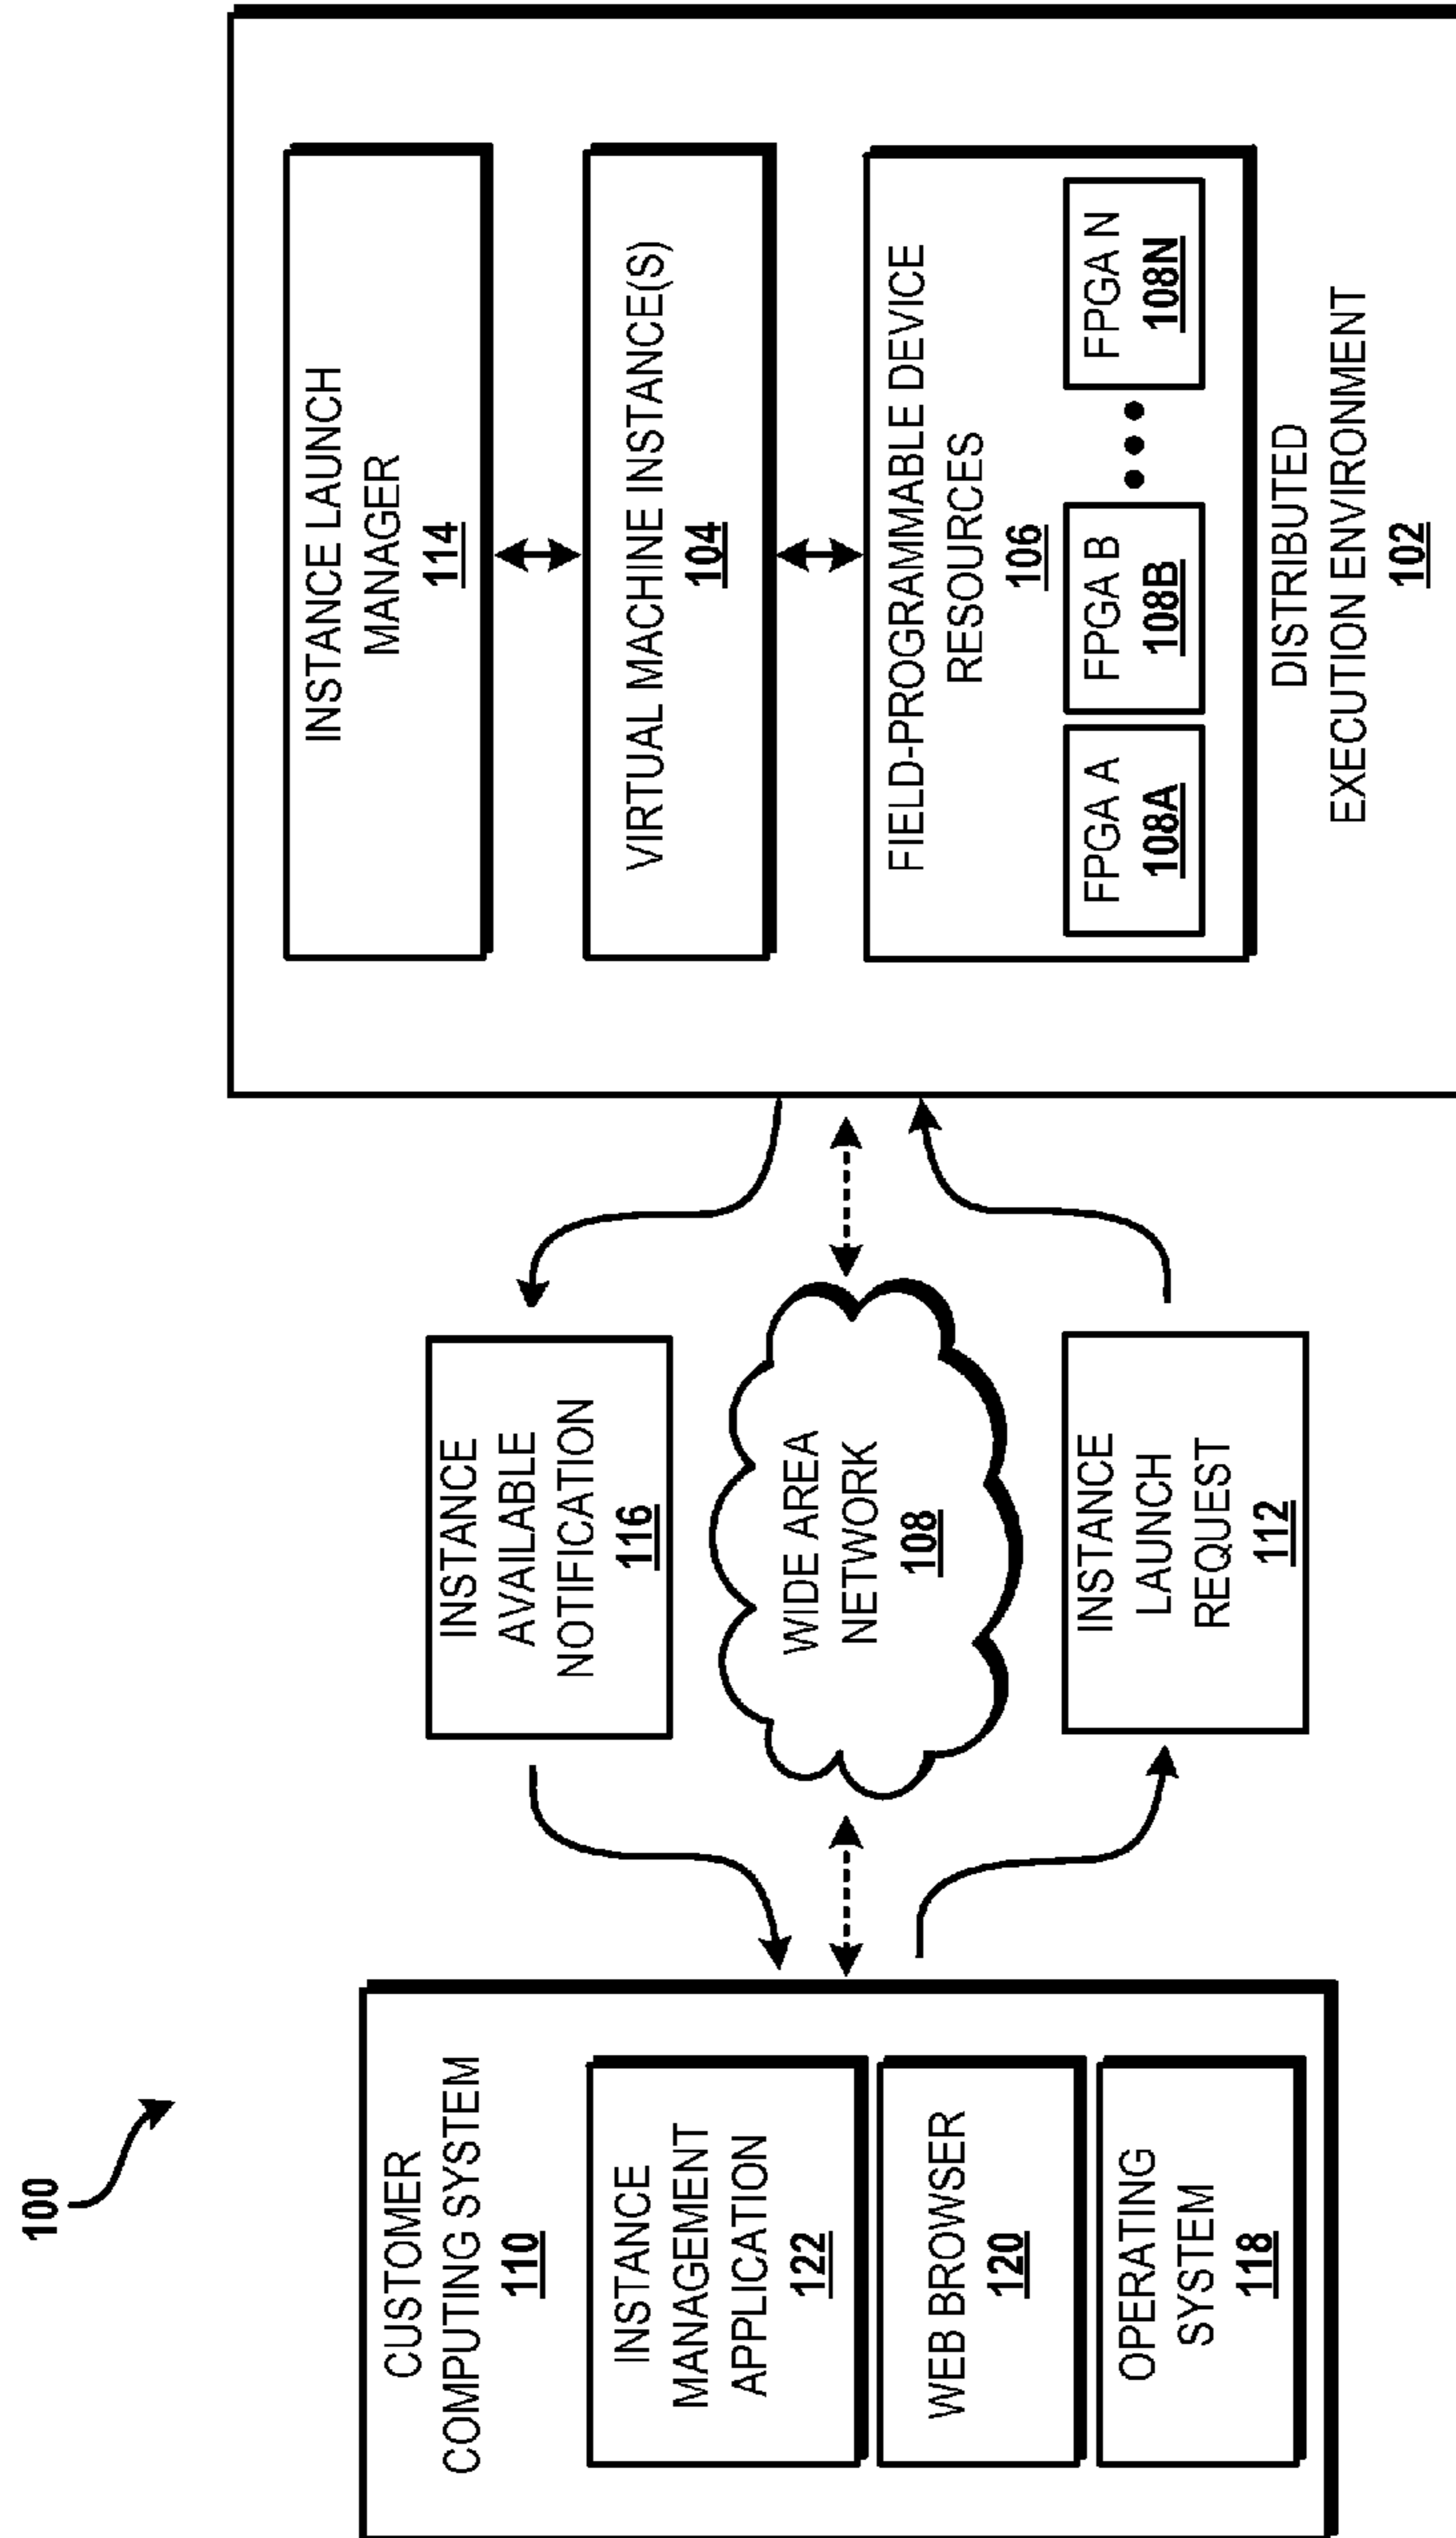 100
CUSTOMER
COMPUTING SYSTEM
110
INSTANCE
MANAGEMENT
APPLICATION
122
WEB BROWSER
120
OPERATING
SYSTEM
118
INSTANCE
AVAILABLE
NOTIFICATION
116
WIDE AREA
NETWORK
108
INSTANCE
LAUNCH
REQUEST
112
INSTANCE LAUNCH
MANAGER
114
VIRTUAL MACHINE INSTANCE(S)
104
FIELD-PROGRAMMABLE DEVICE
RESOURCES
106
FPGA A
108A
FPGA B
108B
FPGA N
108N
DISTRIBUTED
EXECUTION ENVIRONMENT
102